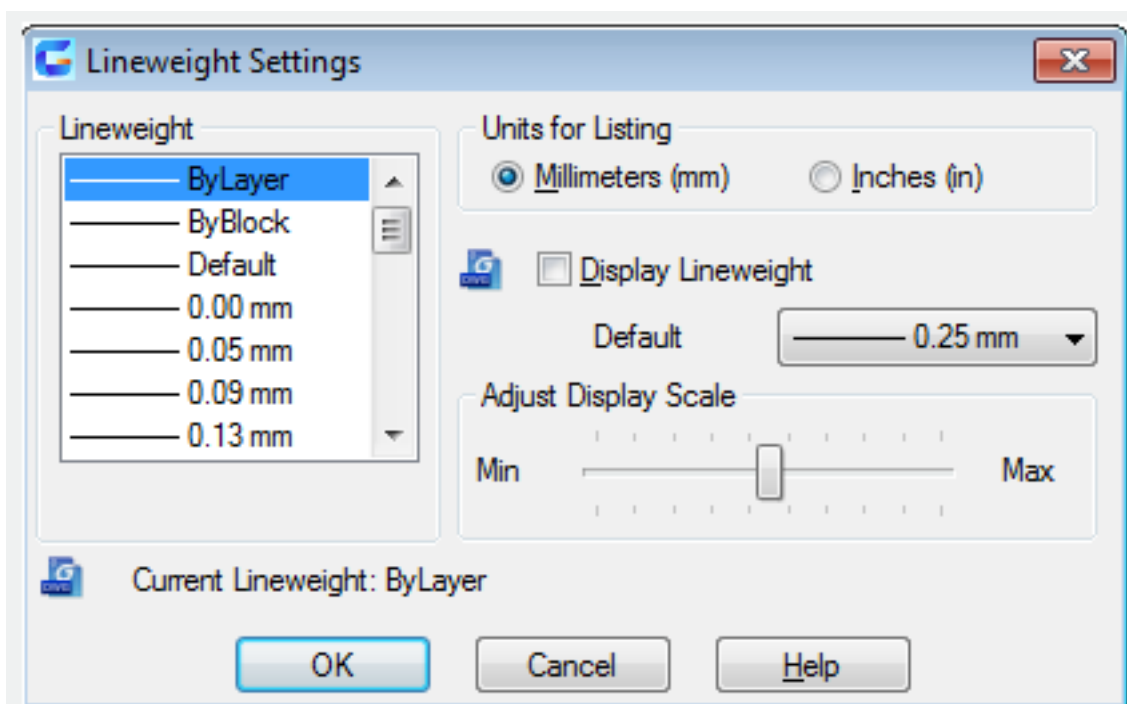 Lineweight Settings
Lineweight
ByLayer
ByBlock
Default
0.00 mm
0.05 mm
0.09 mm
0.13 mm
Units for Listing
Millimeters (mm)
Inches (in)
Display Lineweight
Default
0.25 mm
Adjust Display Scale
Min
Max
Current Lineweight: ByLayer
OK
Cancel
Help